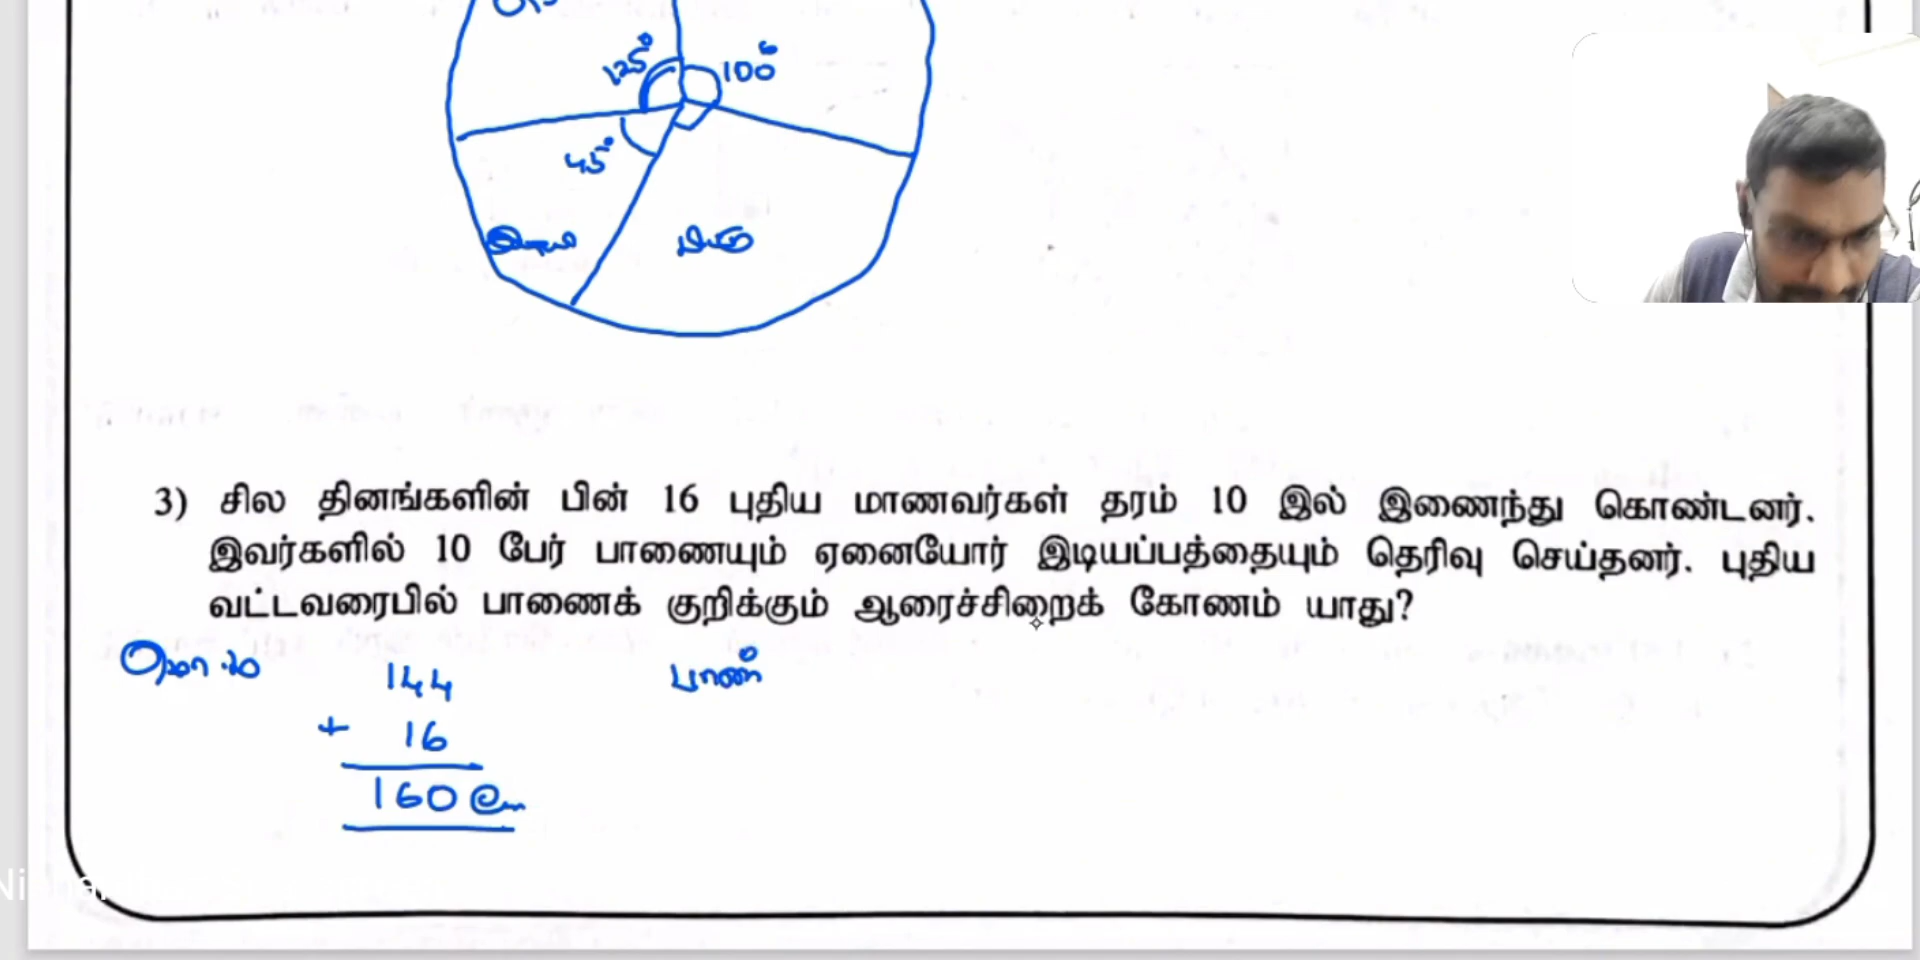 125°
100°
45°
3) சில தினங்களின் பின் 16 புதிய மாணவர்கள் தரம் 10 இல் இணைந்து கொண்டனர்.
இவர்களில் 10 பேர் பாணையும் ஏனையோர் இடியப்பத்தையும் தெரிவு செய்தனர். புதிய
வட்டவரைபில் பாணைக் குறிக்கும் ஆரைச்சிறைக் கோணம் யாது?
பாண்
144
+ 16
160